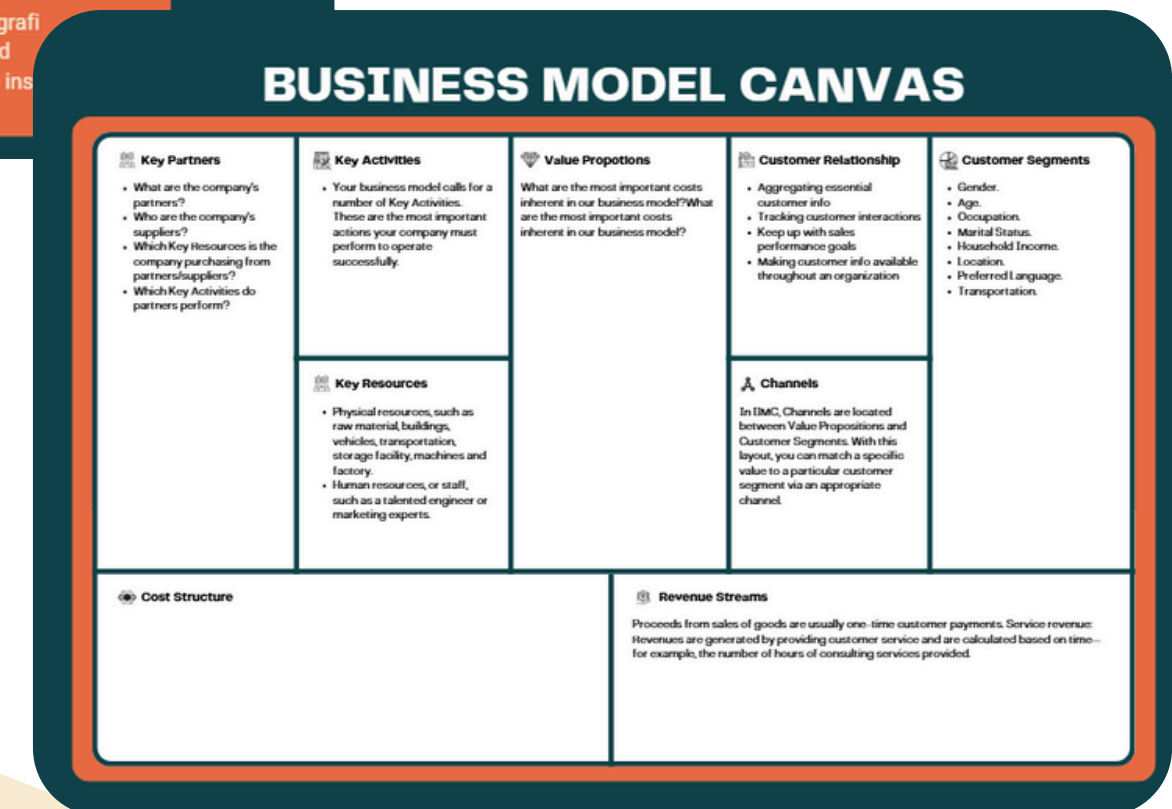 grafi
d
ins
BUSINESS MODEL CANVAS
Key Partners
• What are the company's
partners?
• Who are the company's
suppliers?
• Which Key Resources is the
company purchasing from
partners/suppliers?
• Which Key Activities do
partners perform?
Key Activities
• Your business model calls for a
number of Key Activities.
These are the most important
actions your company must
perform to operate
successfully.
Key Resources
• Physical resources, such as
raw material, buildings,
vehicles, transportation,
storage facility, machines and
factory.
• Human resources, or staff,
such as a talented engineer or
marketing experts.
Value Propotions
What are the most important costs
inherent in our business model?What
are the most important costs
inherent in our business model?
Customer Relationship
• Aggregating essential
customer info
• Tracking customer interactions
• Keep up with sales
performance goals
• Making customer info available
throughout an organization
Channels
In BMC, Channels are located
between Value Propositions and
Customer Segments. With this
layout, you can match a specific
value to a particular customer
segment via an appropriate
channel.
Customer Segments
• Gender.
• Age.
• Occupation.
• Marital Status.
• Household Income.
• Location.
• Preferred Language.
• Transportation.
Cost Structure
Revenue Streams
Proceeds from sales of goods are usually one-time customer payments. Service revenue:
Revenues are generated by providing customer service and are calculated based on time—
for example, the number of hours of consulting services provided.